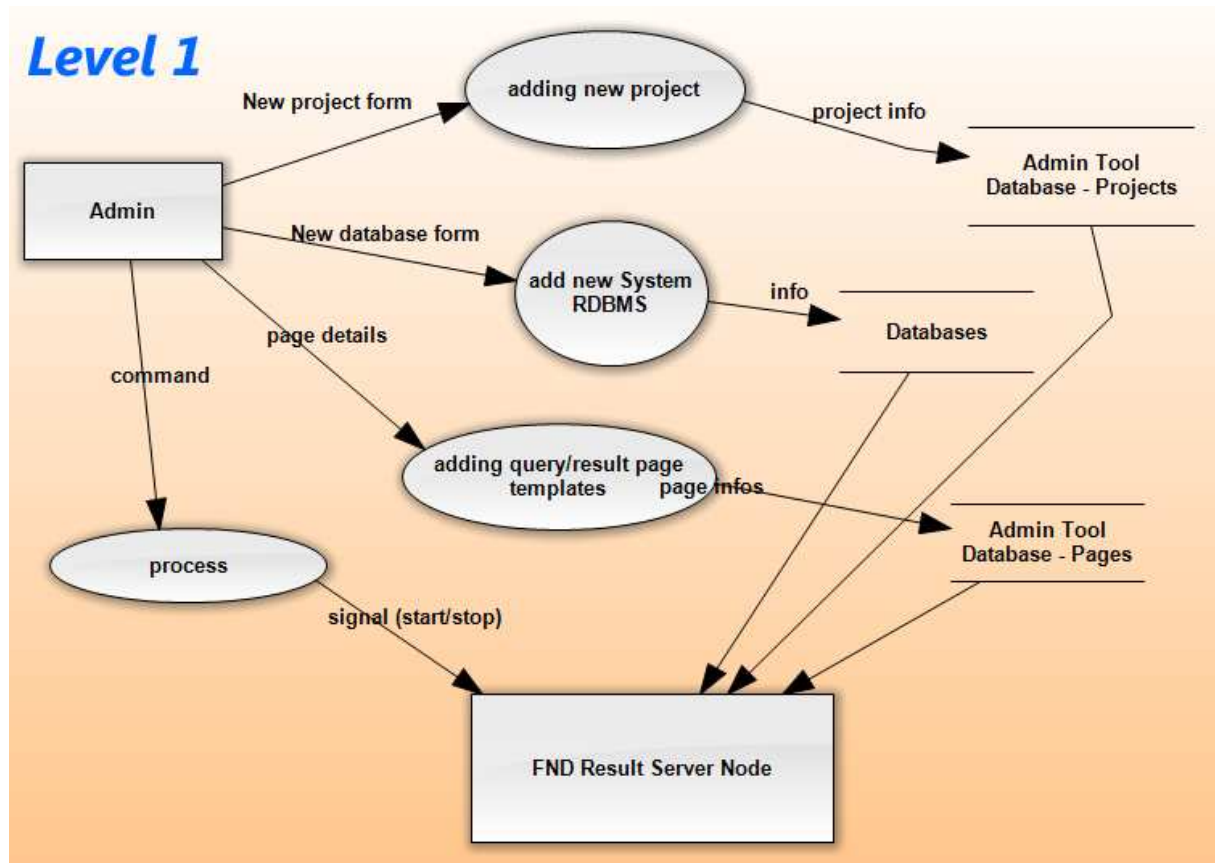 Level 1
adding new project
New project form
project info
Admin Tool
Database - Projects
Admin
New database form
add new System
RDBMS
info
Databases
page details
command
adding query/result page
templates
page infos
Admin Tool
Database - Pages
process
signal (start/stop)
FND Result Server Node